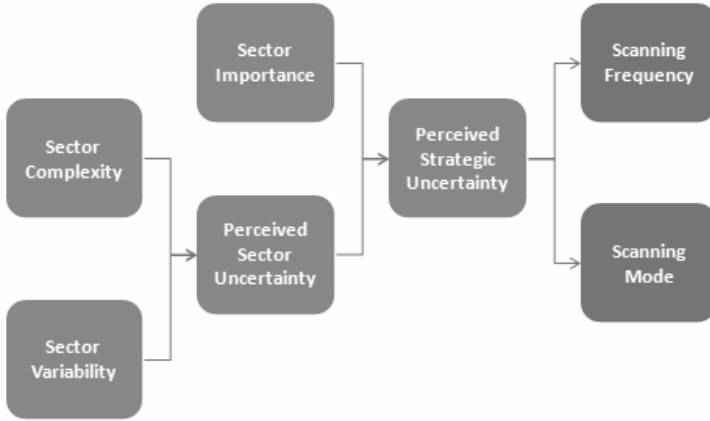 Sector
Importance
Scanning
Frequency
Sector
Complexity
Perceived
Strategic
Uncertainty
Perceived
Sector
Uncertainty
Scanning
Mode
Sector
Variability